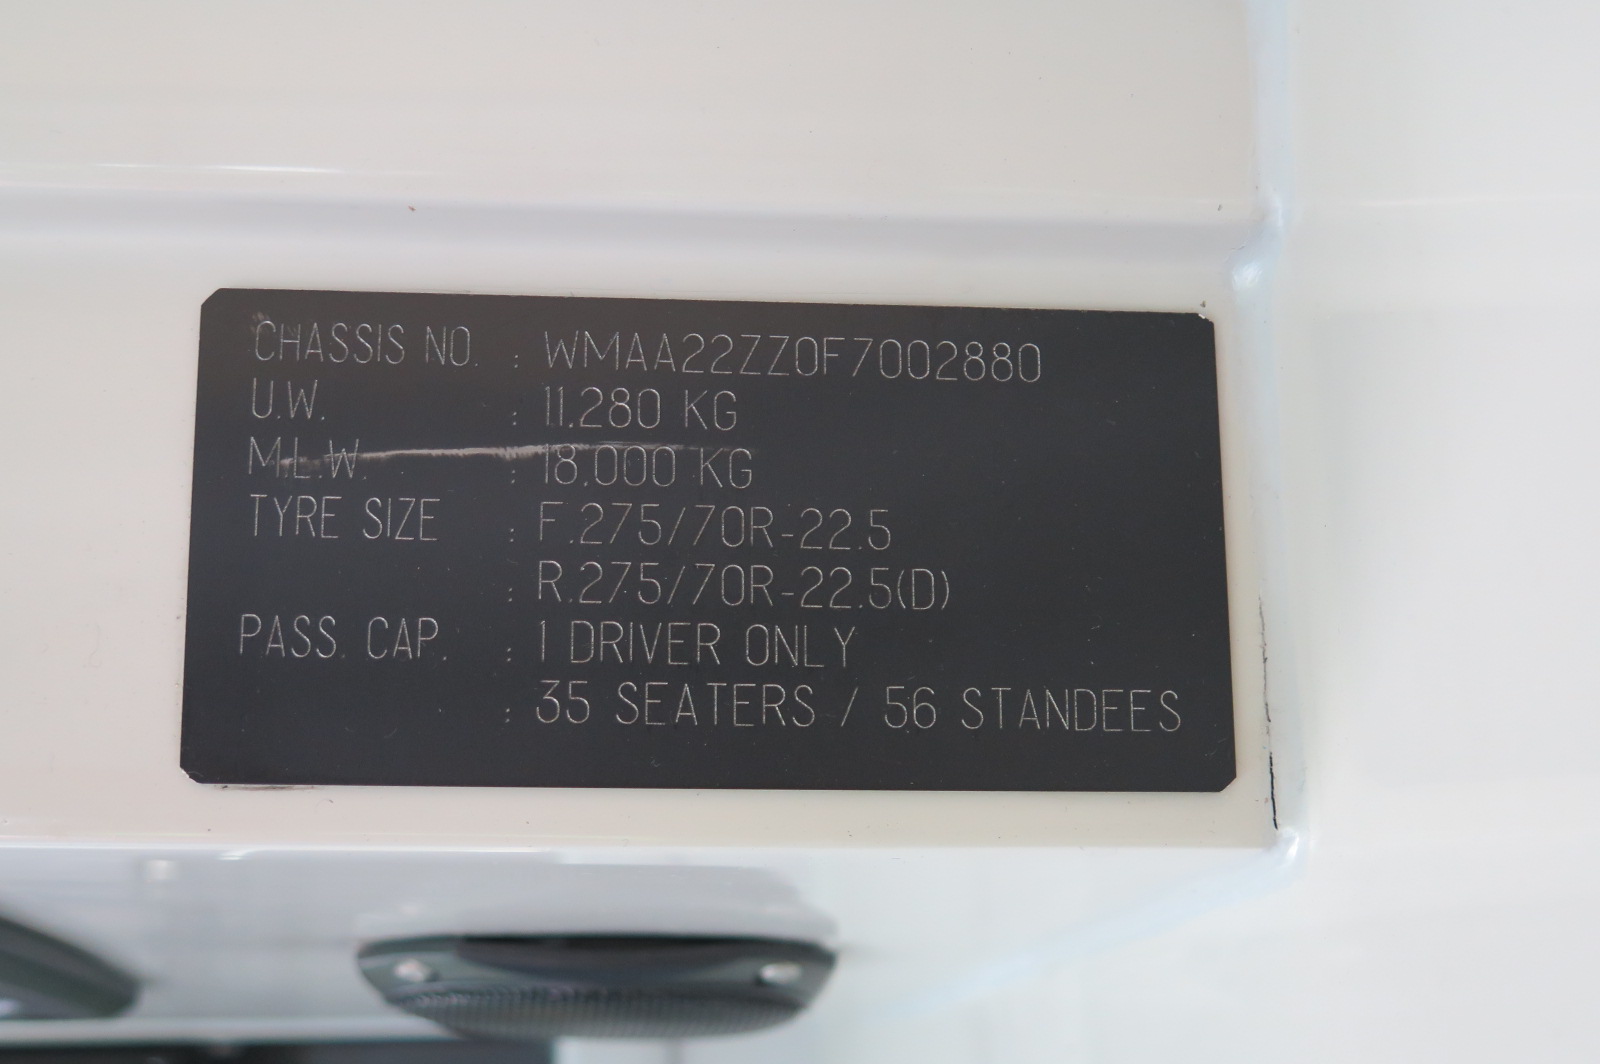 CHASSIS NO. : WMAA22ZZ0F7002880
U.W. : 11.280 KG
M.L.W. : 18.000 KG
TYRE SIZE : F.275/70R-22.5
: R.275/70R-22.5(D)
PASS. CAP. : 1 DRIVER ONLY
: 35 SEATERS / 56 STANDEES